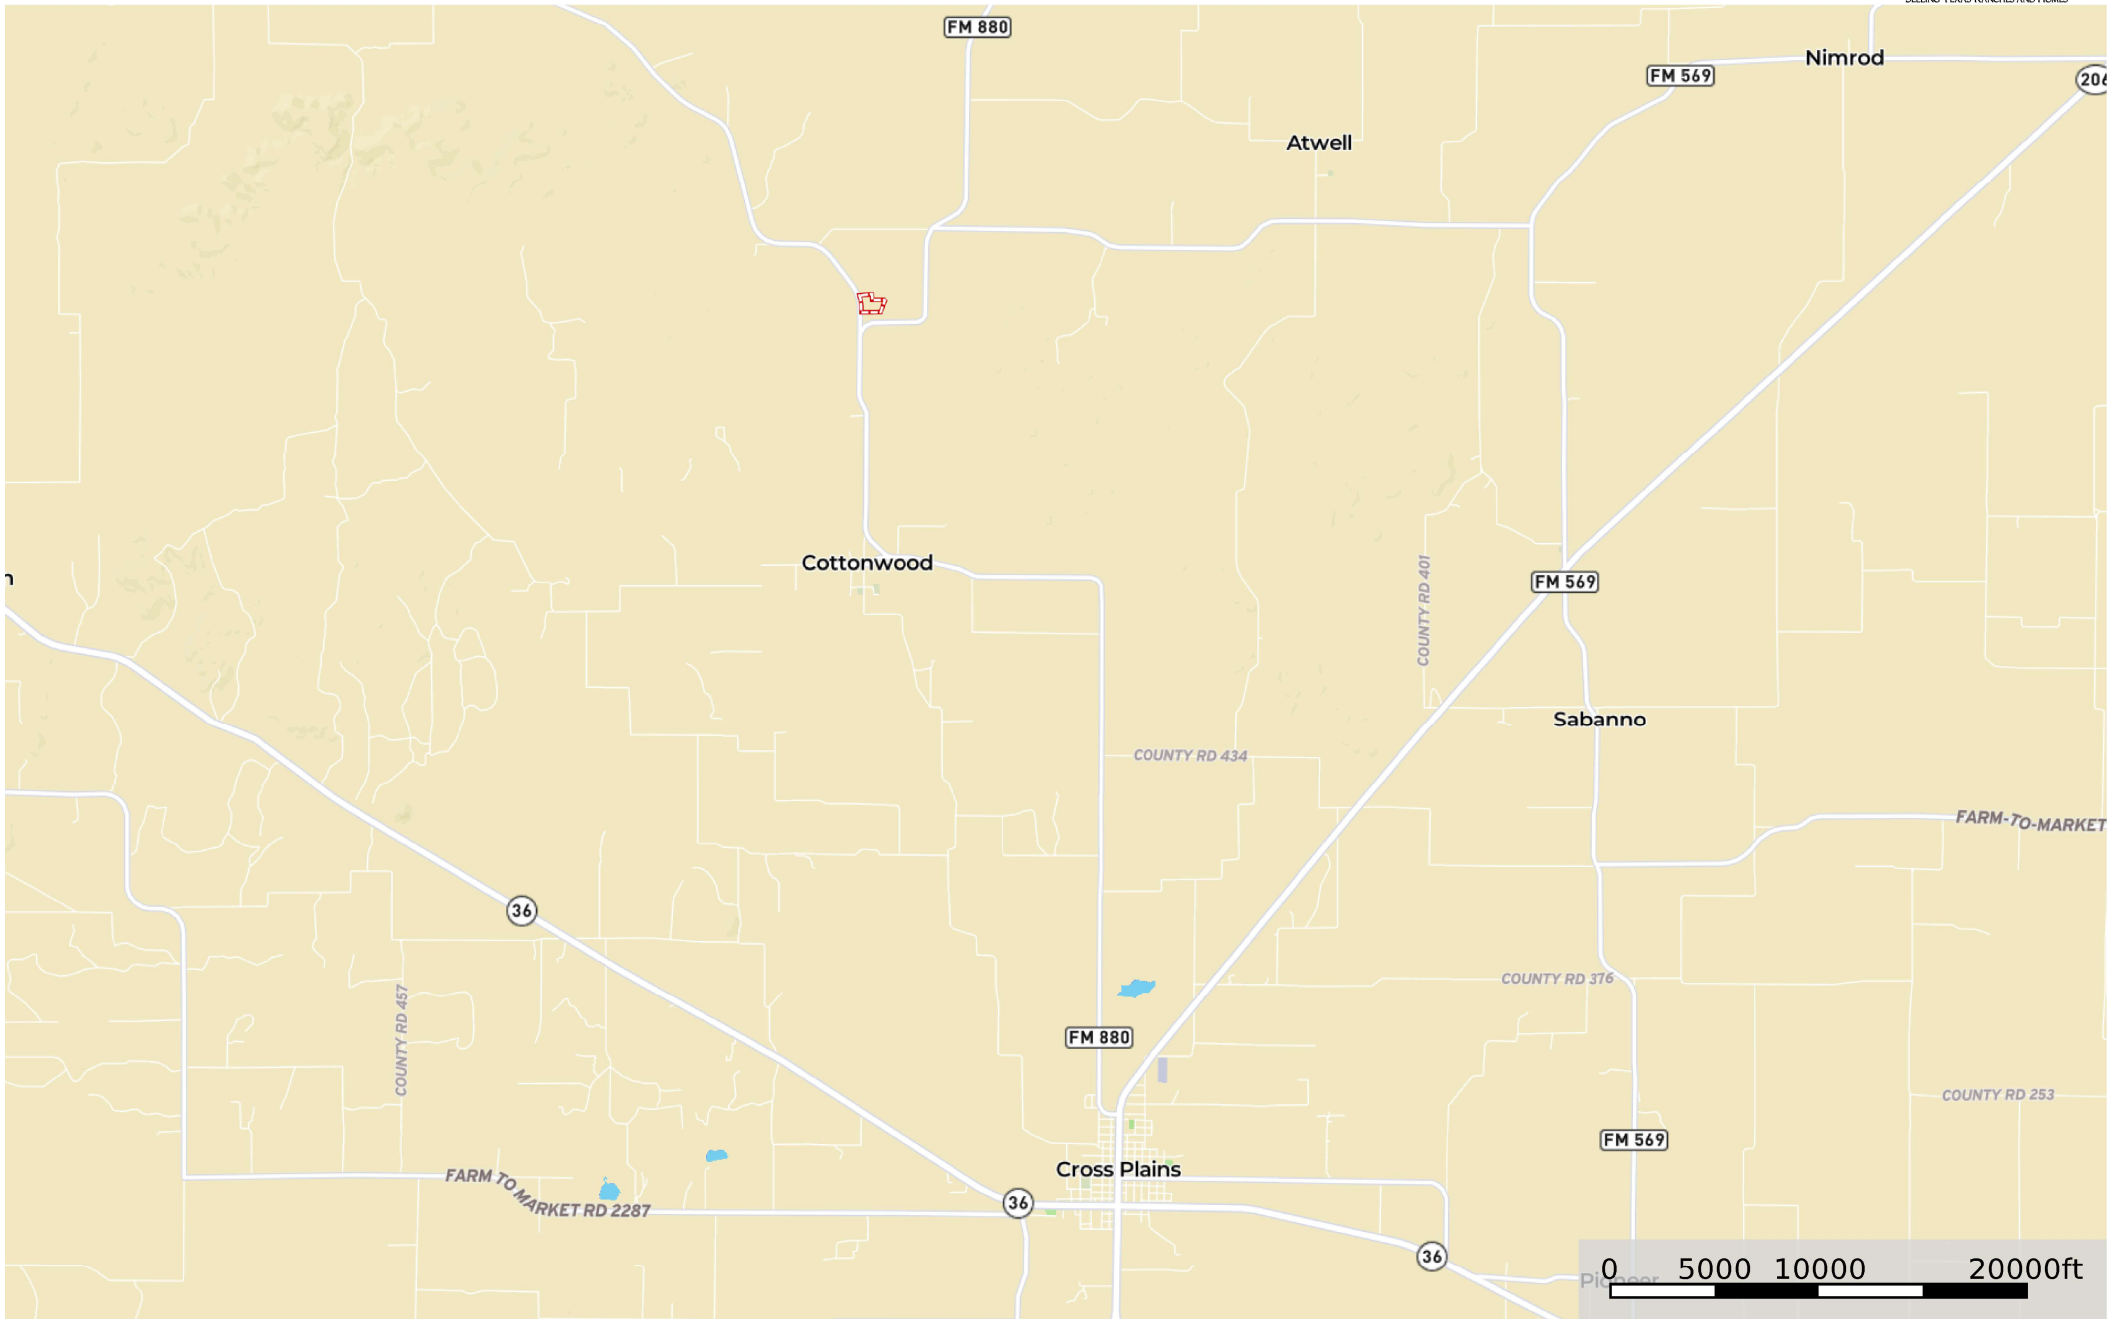 FM 880
Nimrod
FM 569
206
Atwell
Cottonwood
COUNTY RD 401
FM 569
Sabanno
COUNTY RD 434
FARM-TO-MARKET
36
COUNTY RD 376
COUNTY RD 457
FM 880
COUNTY RD 253
FM 569
Cross Plains
FARM TO MARKET RD 2287
36
36
Pioneer
0 5000 10000 20000ft